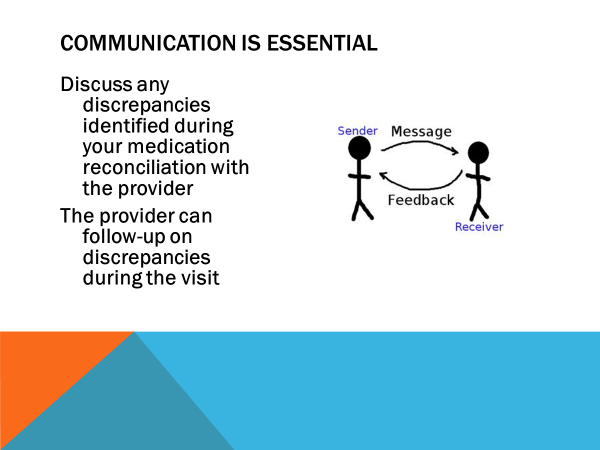 COMMUNICATION IS ESSENTIAL
Discuss any
discrepancies
identified during
your medication
reconciliation with
the provider
The provider can
follow-up on
discrepancies
during the visit
Sender
Message
Feedback
Receiver